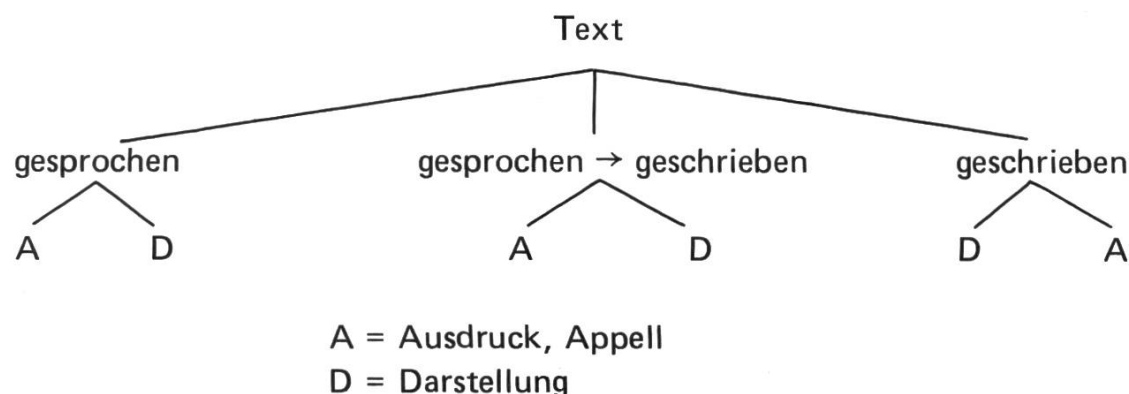 Text
gesprochen gesprochen → geschrieben geschrieben
A D A D D A
A = Ausdruck, Appell
D = Darstellung